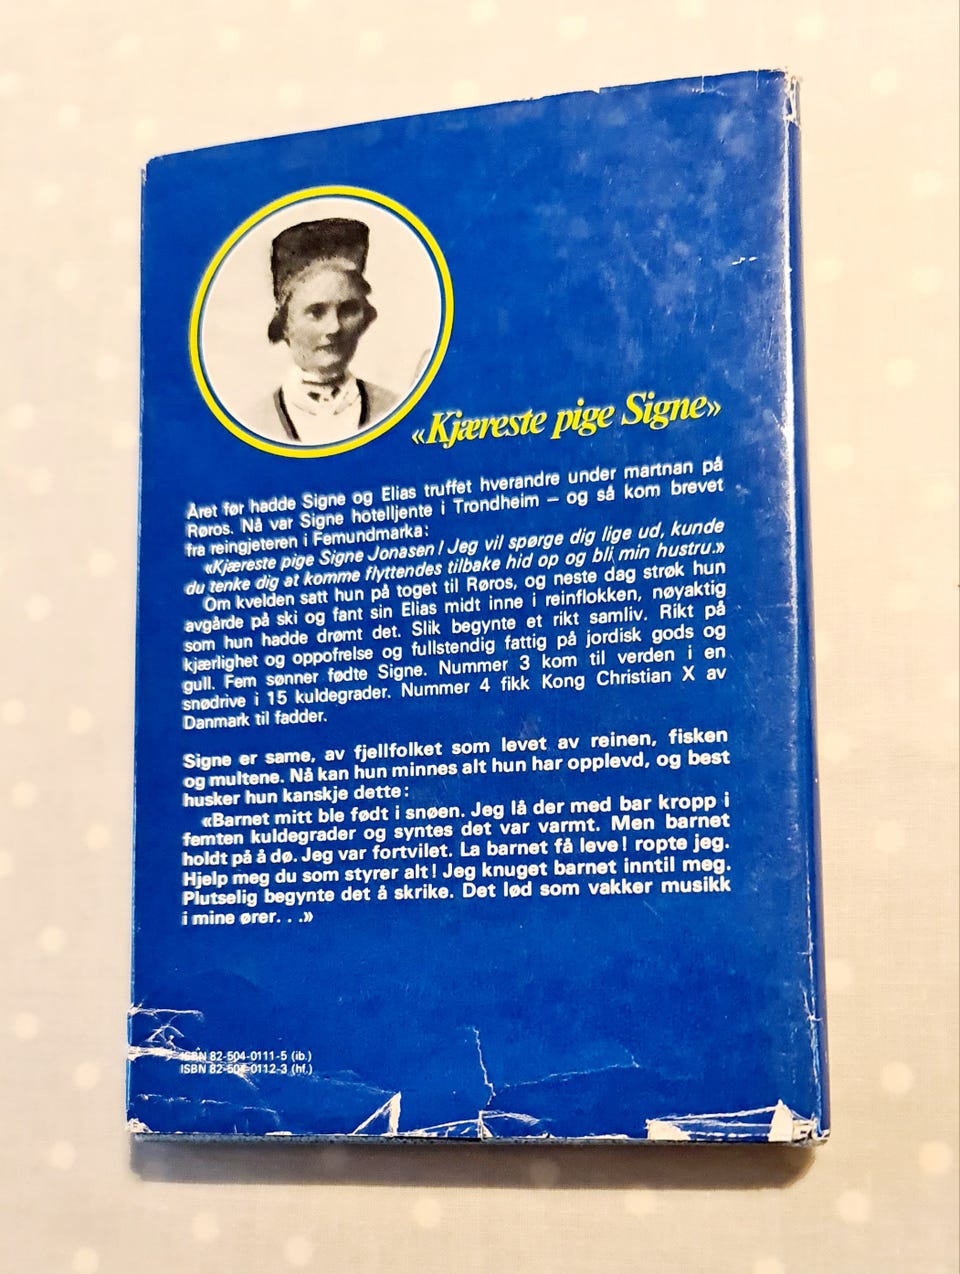 «Kjæreste pige Signe»
Året før hadde Signe og Elias truffet hverandre under martnan på
Røros. Nå var Signe hotelljente i Trondheim – og så kom brevet
fra reingjeteren i Femundmarka:
«Kjæreste pige Signe Jonasen! Jeg vil spørge dig lige ud, kunde
du tenke dig at komme flyttendes tilbake hid op og bli min hustru.»
Om kvelden satt hun på toget til Røros, og neste dag strøk hun
avgårde på ski og fant sin Elias midt inne i reinflokken, nøyaktig
som hun hadde drømt det. Slik begynte et rikt samliv. Rikt på
kjærlighet og oppofrelse og fullstendig fattig på jordisk gods og
gull. Fem sønner fødte Signe. Nummer 3 kom til verden i en
snødrive i 15 kuldegrader. Nummer 4 fikk Kong Christian X av
Danmark til fadder.
Signe er same, av fjellfolket som levet av reinen, fisken
og multene. Nå kan hun minnes alt hun har opplevd, og best
husker hun kanskje dette:
«Barnet mitt ble født i snøen. Jeg lå der med bar kropp i
femten kuldegrader og syntes det var varmt. Men barnet
holdt på å dø. Jeg var fortvilet. La barnet få leve! ropte jeg.
Hjelp meg du som styrer alt! Jeg knuget barnet inntil meg.
Plutselig begynte det å skrike. Det lød som vakker musikk
i mine ører. . .»
ISBN 82-504-0111-5 (ib.)
ISBN 82-504-0112-3 (hf.)